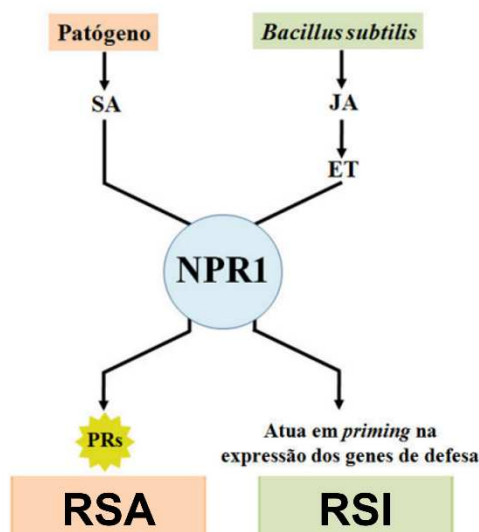 Patógeno
Bacillus subtilis
SA
JA
ET
NPR1
PRs
Atua em priming na
expressão dos genes de defesa
RSA
RSI